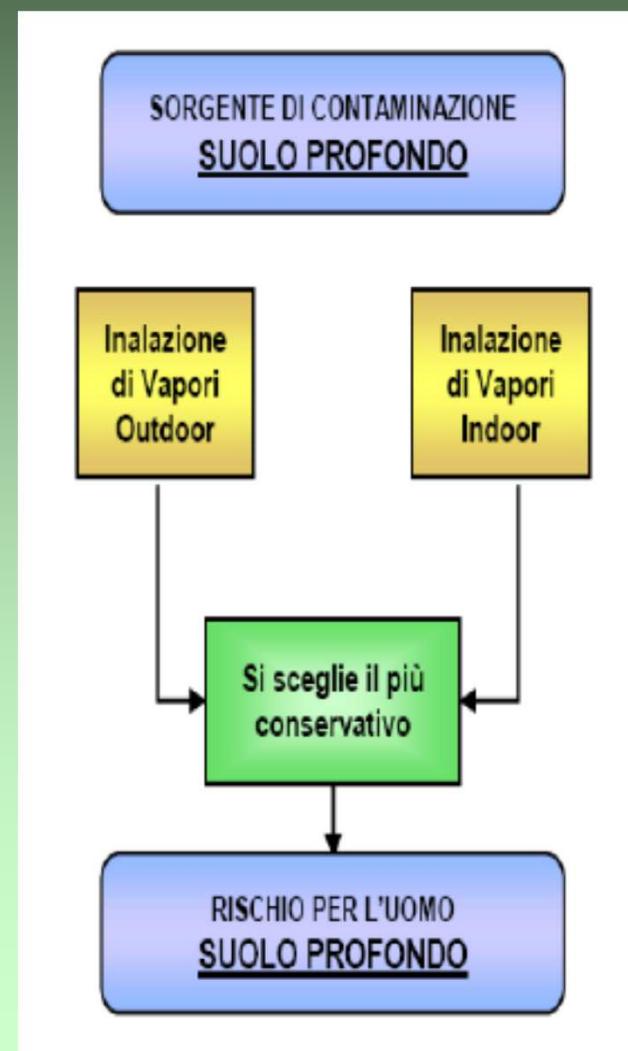 SORGENTE DI CONTAMINAZIONE
SUOLO PROFONDO
Inalazione
di Vapori
Outdoor
Inalazione
di Vapori
Indoor
Si sceglie il più
conservativo
RISCHIO PER L'UOMO
SUOLO PROFONDO